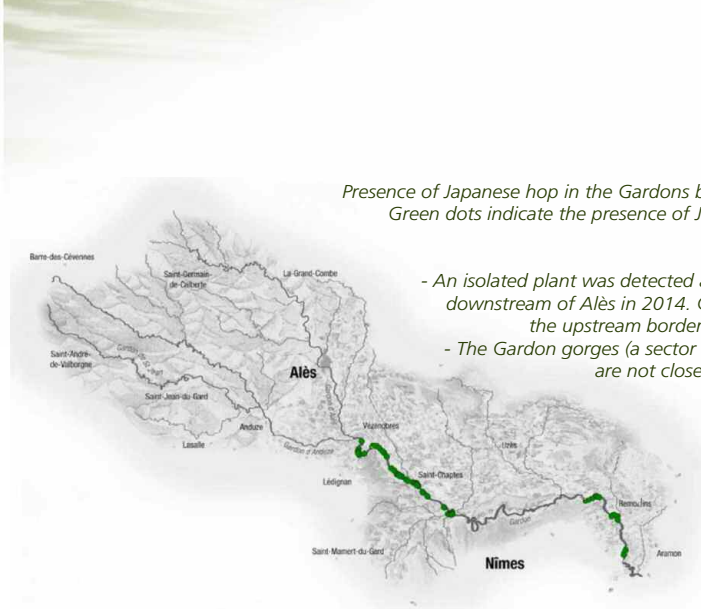 Presence of Japanese hop in the Gardons b
Green dots indicate the presence of J
- An isolated plant was detected a
downstream of Alès in 2014.
the upstream border
- The Gardon gorges (a sector
are not close
Barre-des-Cévennes
Saint-Germain-
de-Calberte
La-Grand-Combe
Saint-André-
de-Valborgne
Alès
Saint-Jean-du-Gard
Anduze
Lasalle
Gardon d'Anduze
Vézénobres
Uzès
Lédignan
Saint-Chaptes
Remoulins
Gardon
Saint-Mamert-du-Gard
Nîmes
Aramon